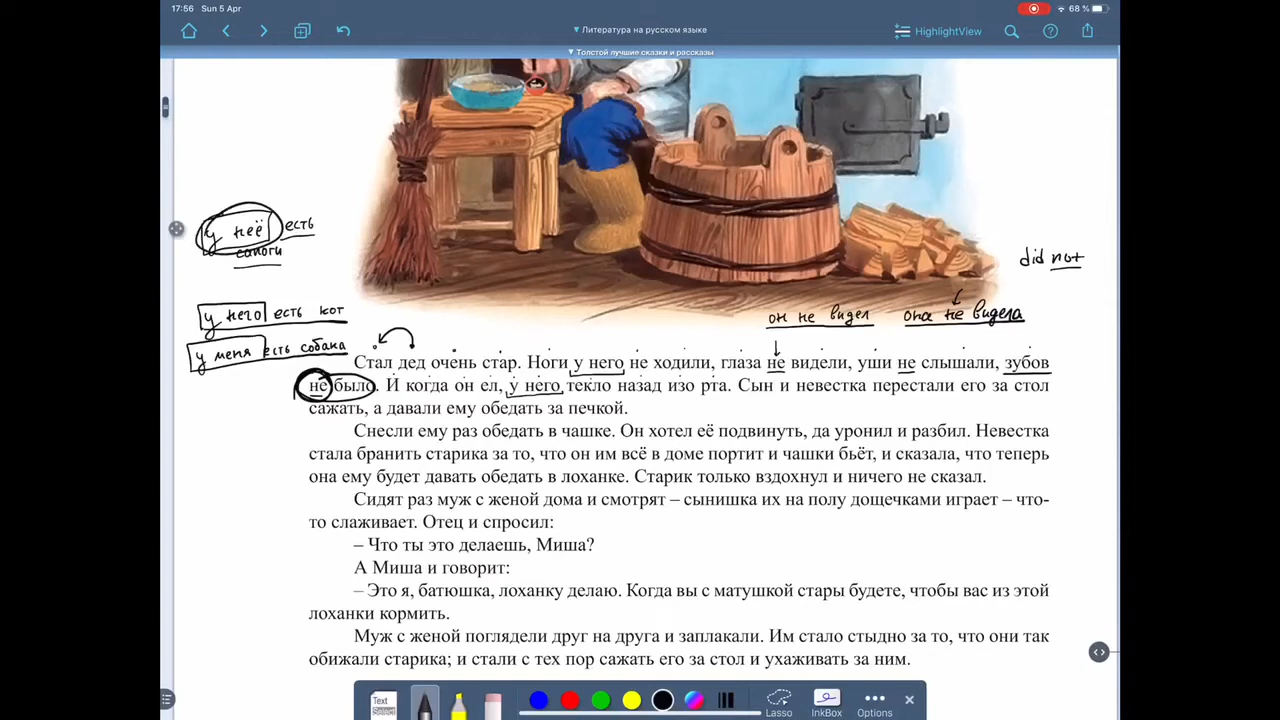 17:56 Sun 5 Apr
68 %
Литература на русском языке
HighlightView
Толстой лучшие сказки и рассказы
у неё есть
сапоги
did not
у него есть кот
он не видел
она не видела
у меня есть собака
Стал дед очень стар. Ноги у него не ходили, глаза не видели, уши не слышали, зубов
не было. И когда он ел, у него текло назад изо рта. Сын и невестка перестали его за стол
сажать, а давали ему обедать за печкой.
Снесли ему раз обедать в чашке. Он хотел её подвинуть, да уронил и разбил. Невестка
стала бранить старика за то, что он им всё в доме портит и чашки бьёт, и сказала, что теперь
она ему будет давать обедать в лоханке. Старик только вздохнул и ничего не сказал.
Сидят раз муж с женой дома и смотрят – сынишка их на полу дощечками играет – что-
то слаживает. Отец и спросил:
– Что ты это делаешь, Миша?
А Миша и говорит:
– Это я, батюшка, лоханку делаю. Когда вы с матушкой стары будете, чтобы вас из этой
лоханки кормить.
Муж с женой поглядели друг на друга и заплакали. Им стало стыдно за то, что они так
обижали старика; и стали с тех пор сажать его за стол и ухаживать за ним.
Text
Lasso
InkBox
Options